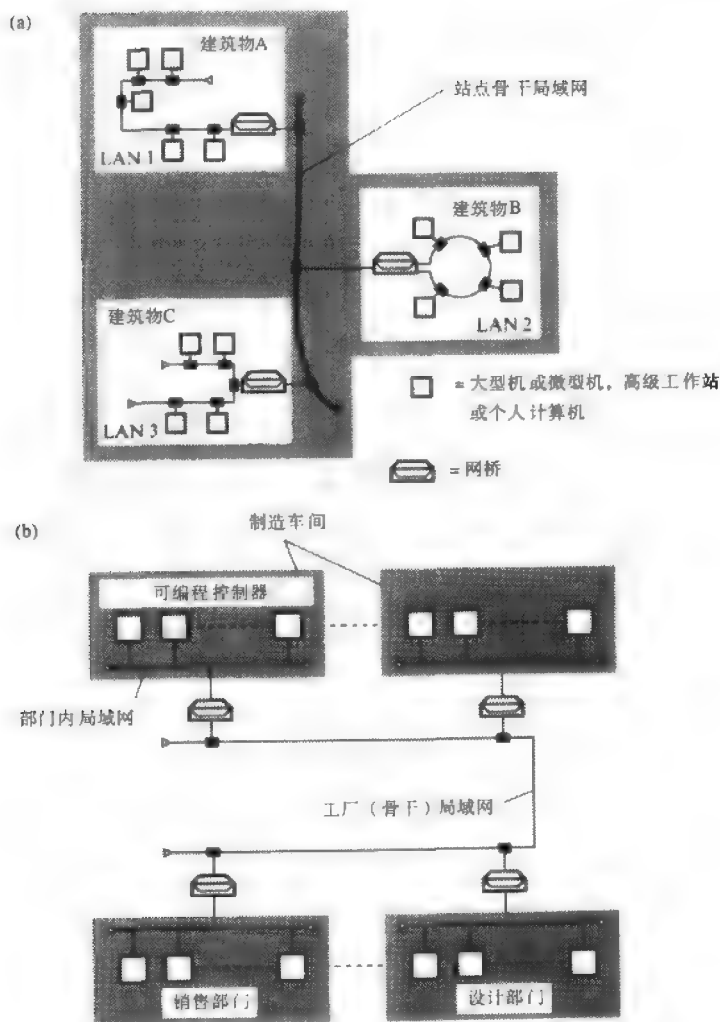 (a)
建筑物A
站点骨干局域网
LAN 1
建筑物B
建筑物C
LAN 2
= 大型机或微型机，高级工作站
或个人计算机
LAN 3
= 网桥
(b)
制造车间
可编程控制器
部门内局域网
工厂（骨干）局域网
销售部门
设计部门